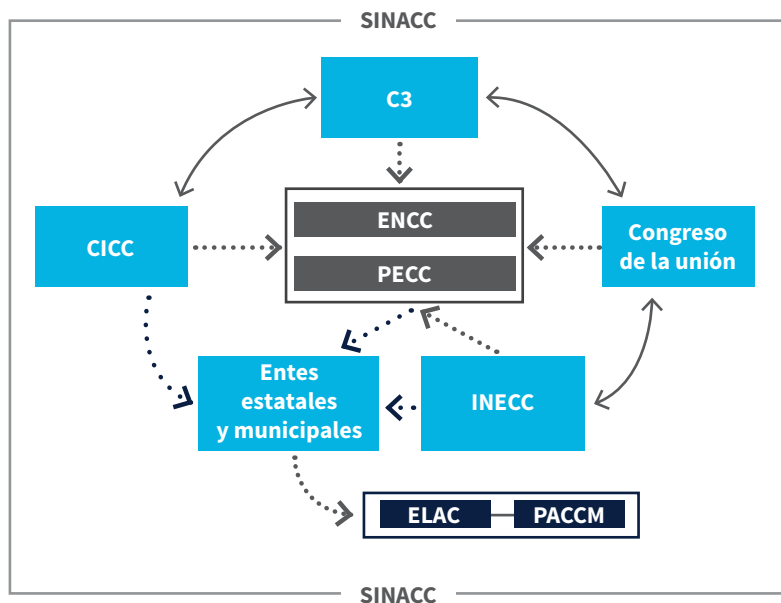 SINACC
C3
CICC
ENCC
PECC
Congreso
de la unión
Entes
estatales
y municipales
INECC
ELAC
PACCM
SINACC